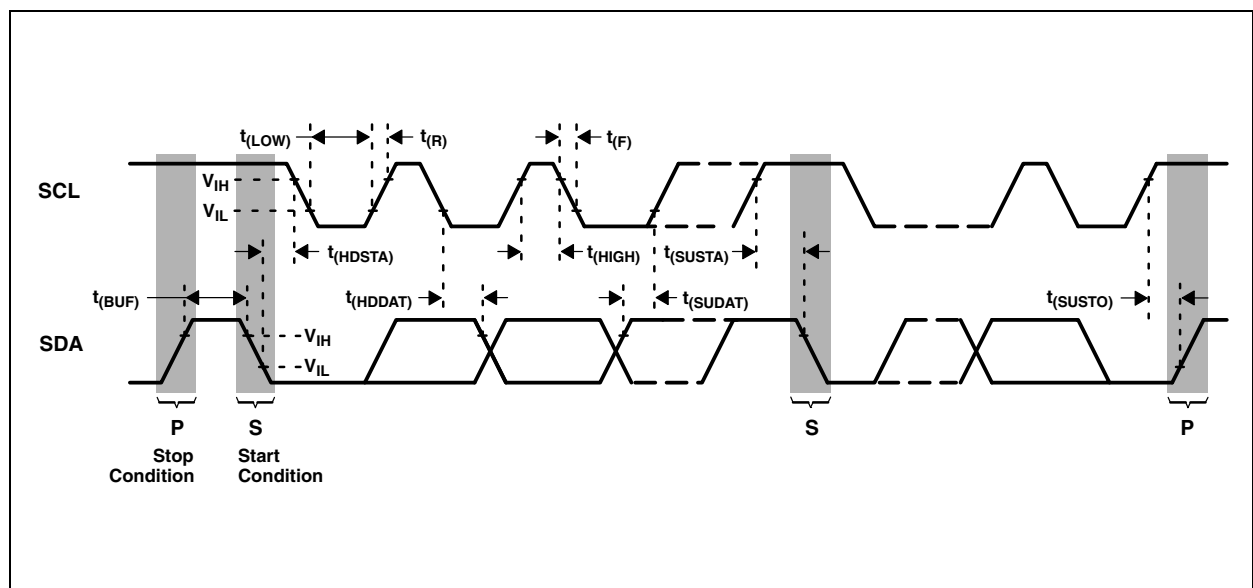 t(LOW)
t(R)
t(F)
SCL
VIH
VIL
t(HDSTA)
t(HIGH)
t(SUSTA)
t(BUF)
t(HDDAT)
t(SUDAT)
t(SUSTO)
SDA
VIH
VIL
P
S
S
P
Stop
Condition
Start
Condition